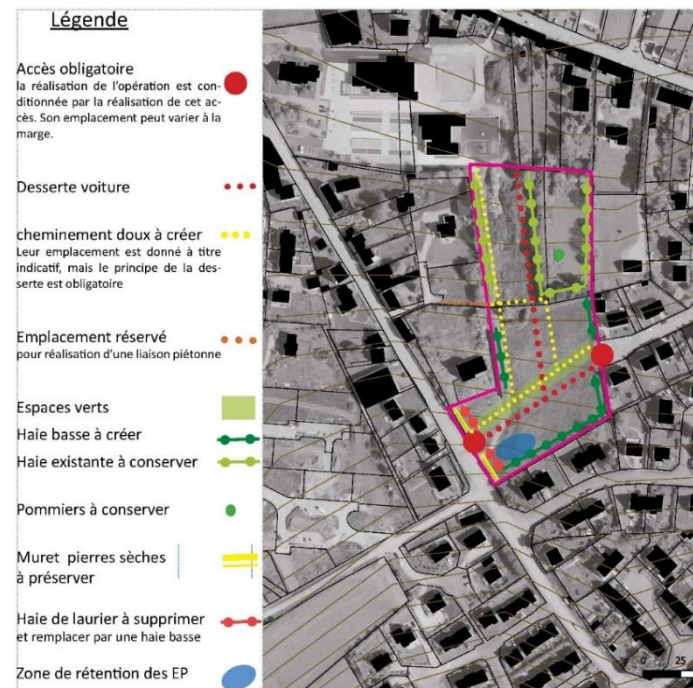 Légende
Accès obligatoire
la réalisation de l'opération est con-
ditionnée par la réalisation de cet ac-
cès. Son emplacement peut varier à la
marge.
Desserte voiture
cheminement doux à créer
Leur emplacement est donné à titre
indicatif, mais le principe de la des-
serte est obligatoire
Emplacement réservé
pour réalisation d'une liaison piétonne
Espaces verts
Haie basse à créer
Haie existante à conserver
Pommiers à conserver
Muret pierres sèches
à préserver
Haie de laurier à supprimer
et remplacer par une haie basse
Zone de rétention des EP
0 25